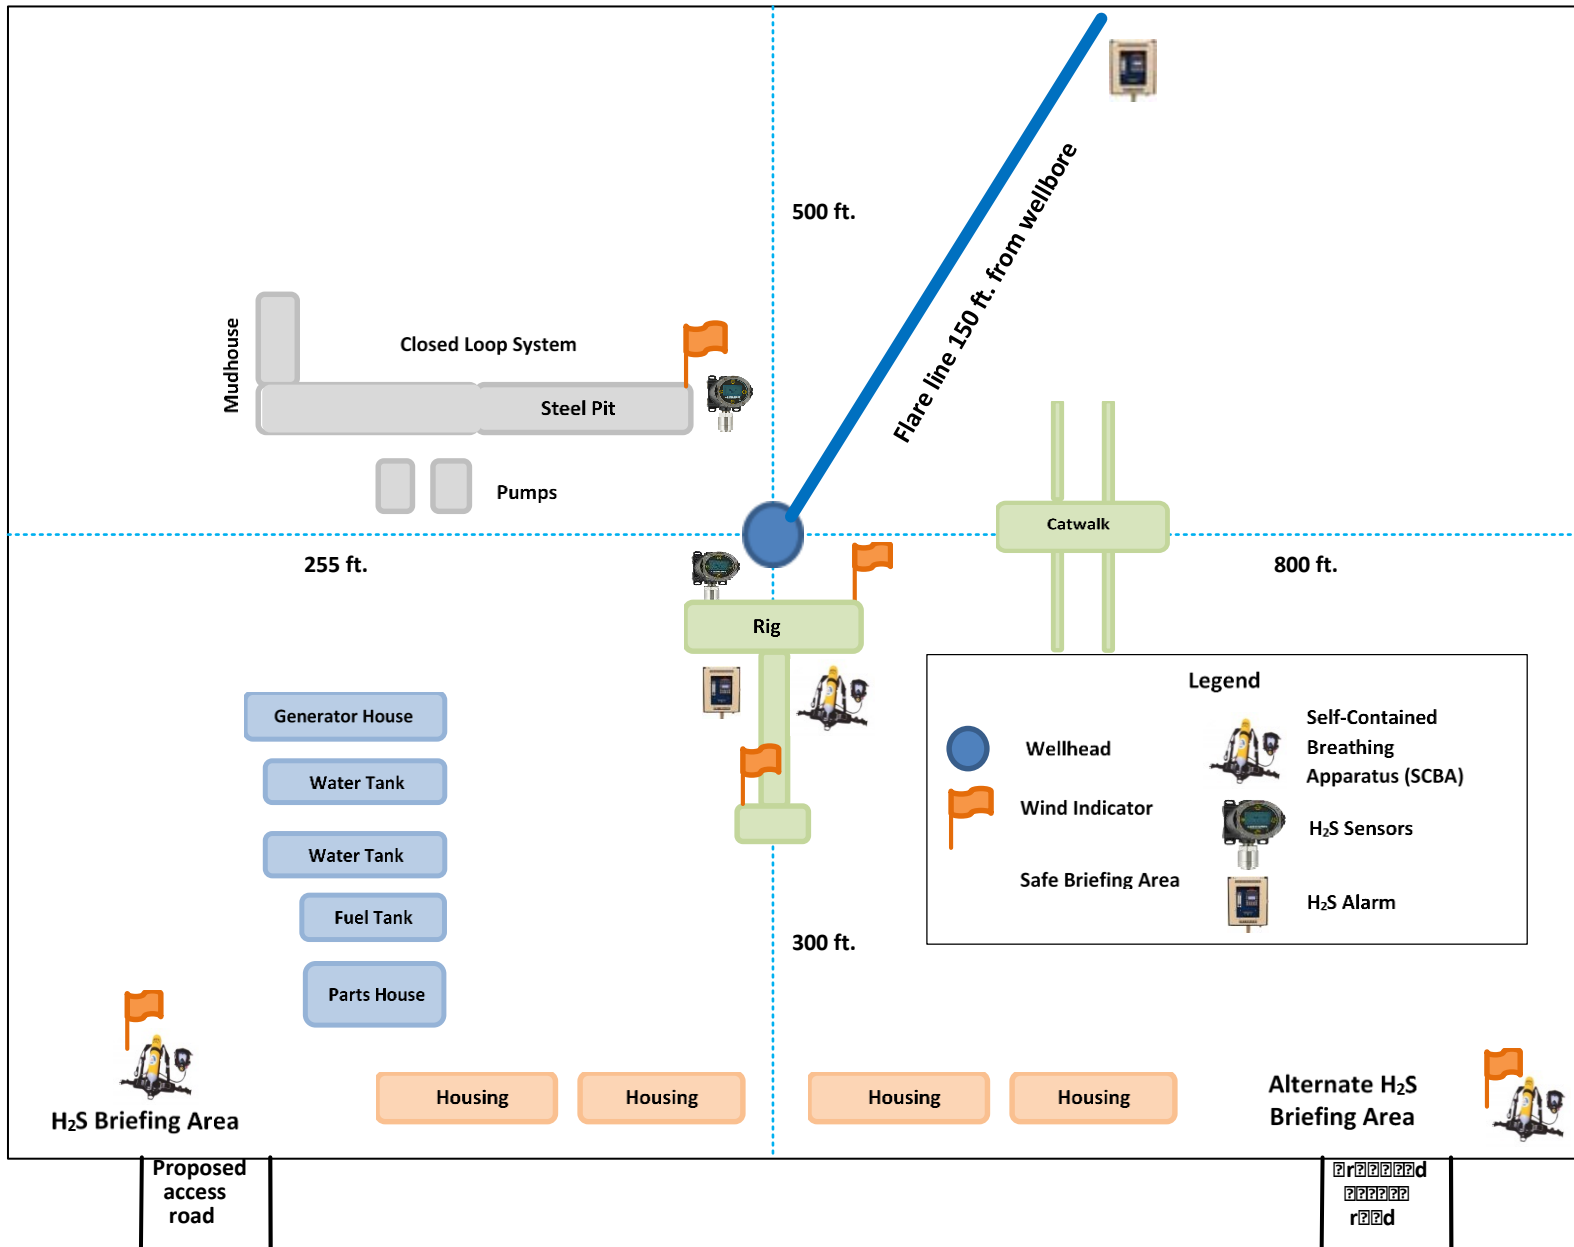 500 ft.
Flare line 150 ft. from wellbore
Mudhouse
Closed Loop System
Steel Pit
Pumps
Catwalk
255 ft.
800 ft.
Rig
Generator House
Water Tank
Water Tank
Fuel Tank
Parts House
300 ft.
Legend
Wellhead
Wind Indicator
Safe Briefing Area
Self-Contained
Breathing
Apparatus (SCBA)
H₂S Sensors
H₂S Alarm
H₂S Briefing Area
Housing
Housing
Housing
Housing
Alternate H₂S
Briefing Area
Proposed
access
road